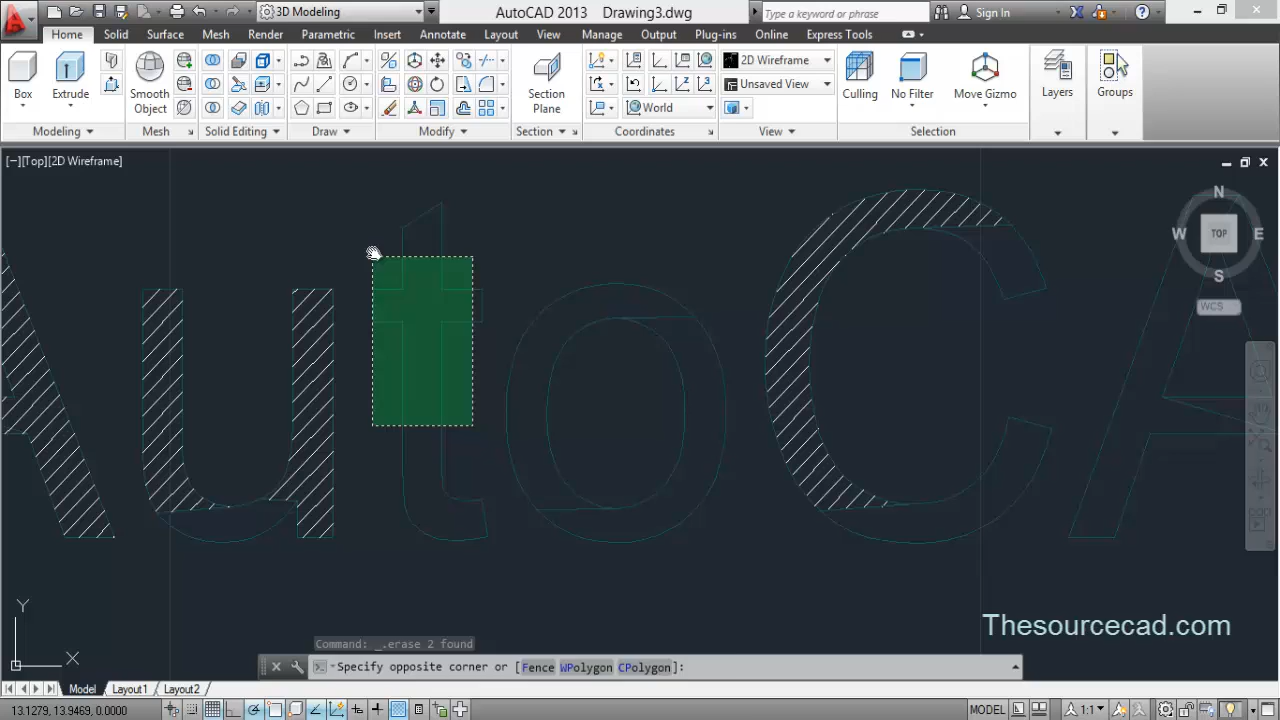 3D Modeling
AutoCAD 2013 Drawing3.dwg
Type a keyword or phrase
Sign In
Home Solid Surface Mesh Render Parametric Insert Annotate Layout View Manage Output Plug-ins Online Express Tools
2D Wireframe
Unsaved View
World
Box Extrude Smooth Object Section Plane Culling No Filter Move Gizmo Layers Groups
Modeling Mesh Solid Editing Draw Modify Section Coordinates View Selection
[−][Top][2D Wireframe]
N
W TOP E
S
WCS
AutoCA
Y
X
Thesourcecad.com
Command: _.erase 2 found
Specify opposite corner or [Fence WPolygon CPolygon]:
Model Layout1 Layout2
13.1279, 13.9469, 0.0000
MODEL
1:1